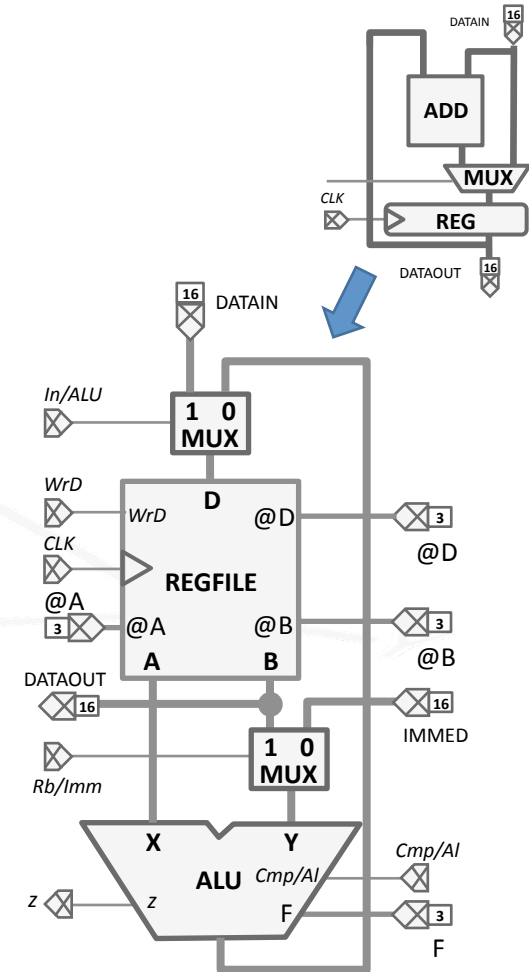 16
DATAIN
ADD
MUX
CLK
REG
DATAOUT
16
16
DATAIN
In/ALU
1 0
MUX
WrD
WrD
D
@D
3
@D
CLK
REGFILE
@A
3
@A
@B
3
@B
A
B
DATAOUT
16
16
IMMED
1 0
MUX
Rb/Imm
X
Y
ALU
Cmp/Al
Cmp/Al
z
z
F
3
F